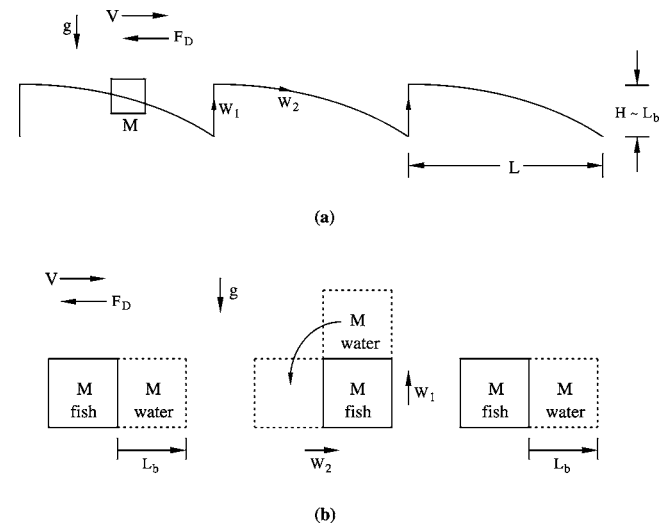 V
g
F_D
W_1
W_2
M
H ~ L_b
L
(a)
V
F_D
g
M
water
M
fish
M
water
M
fish
W_1
M
fish
M
water
L_b
W_2
L_b
(b)